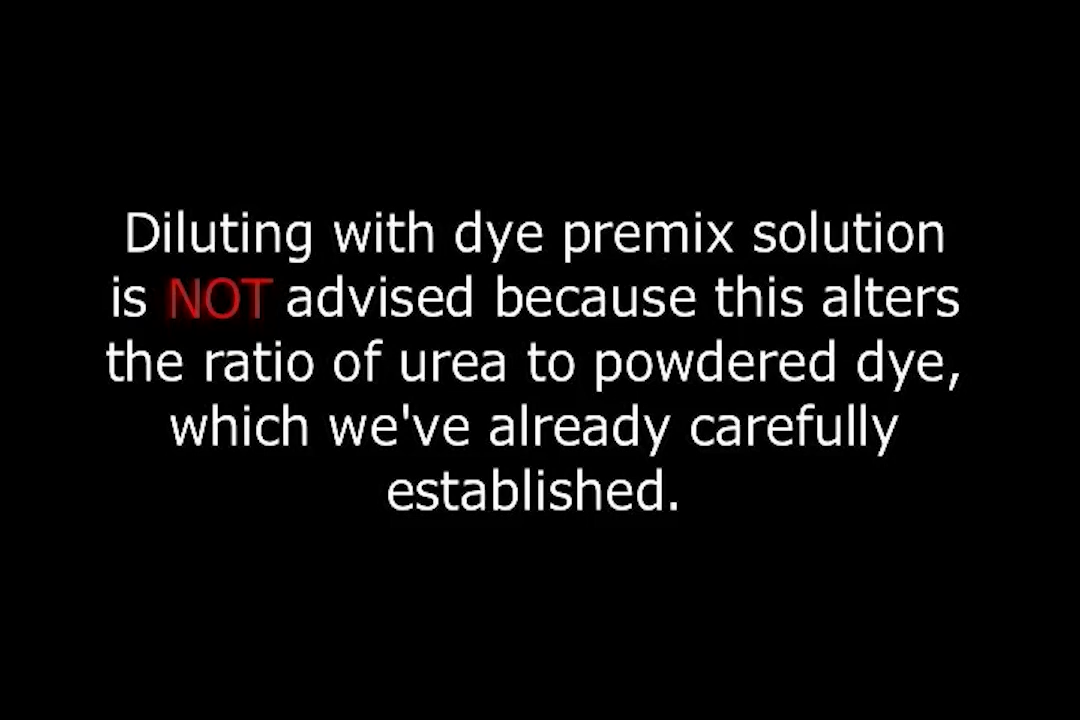 Diluting with dye premix solution
is NOT advised because this alters
the ratio of urea to powdered dye,
which we've already carefully
established.